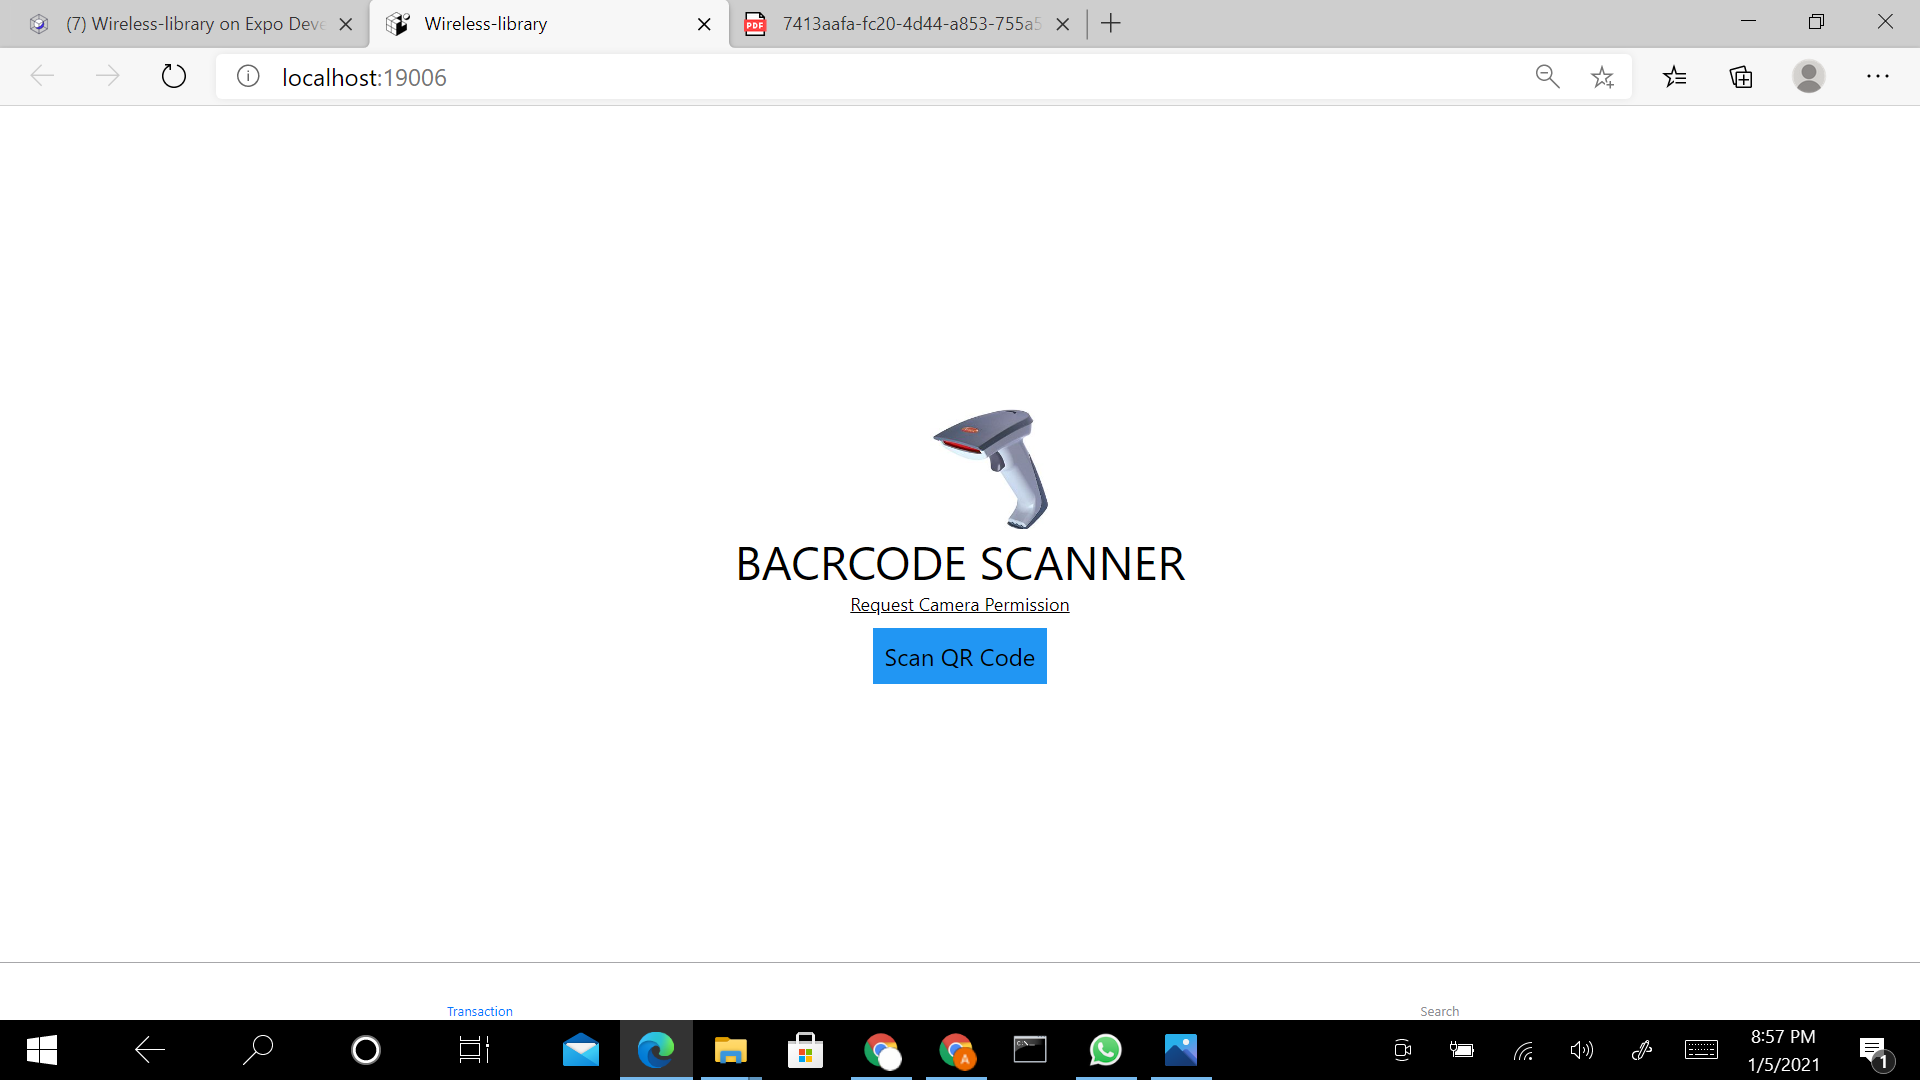 (7) Wireless-library on Expo Deve
Wireless-library
PDF
7413aafa-fc20-4d44-a853-755a5
localhost:19006
BACRCODE SCANNER
Request Camera Permission
Scan QR Code
Transaction
Search
A
8:57 PM
1/5/2021
1